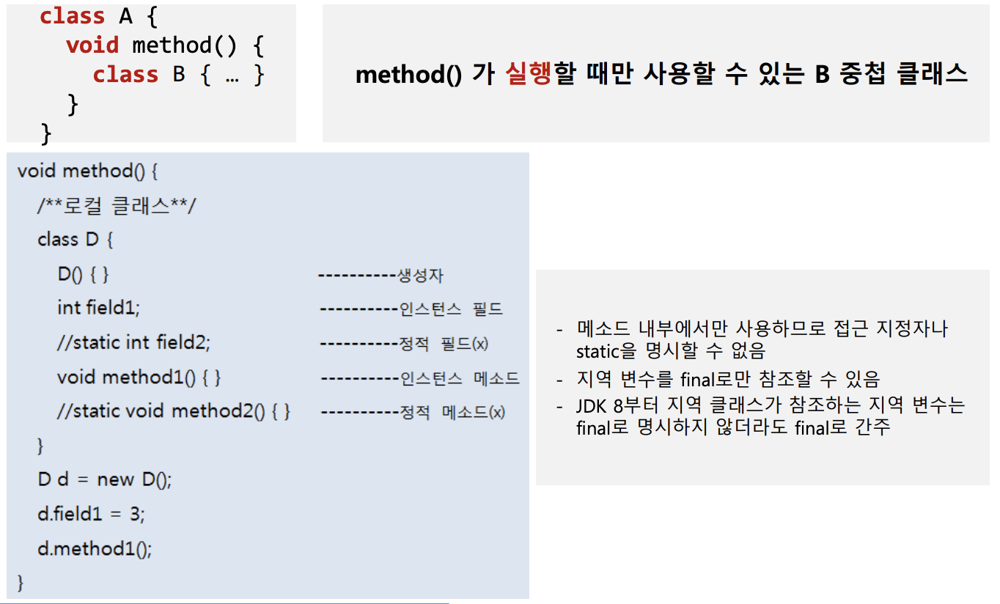 class A {
void method() {
class B { … }
}
}
method() 가 실행할 때만 사용할 수 있는 B 중첩 클래스
void method() {
/**로컬 클래스**/
class D {
D() { } ----------생성자
int field1; ----------인스턴스 필드
//static int field2; ----------정적 필드(x)
void method1() { } ----------인스턴스 메소드
//static void method2() { } ----------정적 메소드(x)
}
D d = new D();
d.field1 = 3;
d.method1();
}
- 메소드 내부에서만 사용하므로 접근 지정자나
static을 명시할 수 없음
- 지역 변수를 final로만 참조할 수 있음
- JDK 8부터 지역 클래스가 참조하는 지역 변수는
final로 명시하지 않더라도 final로 간주